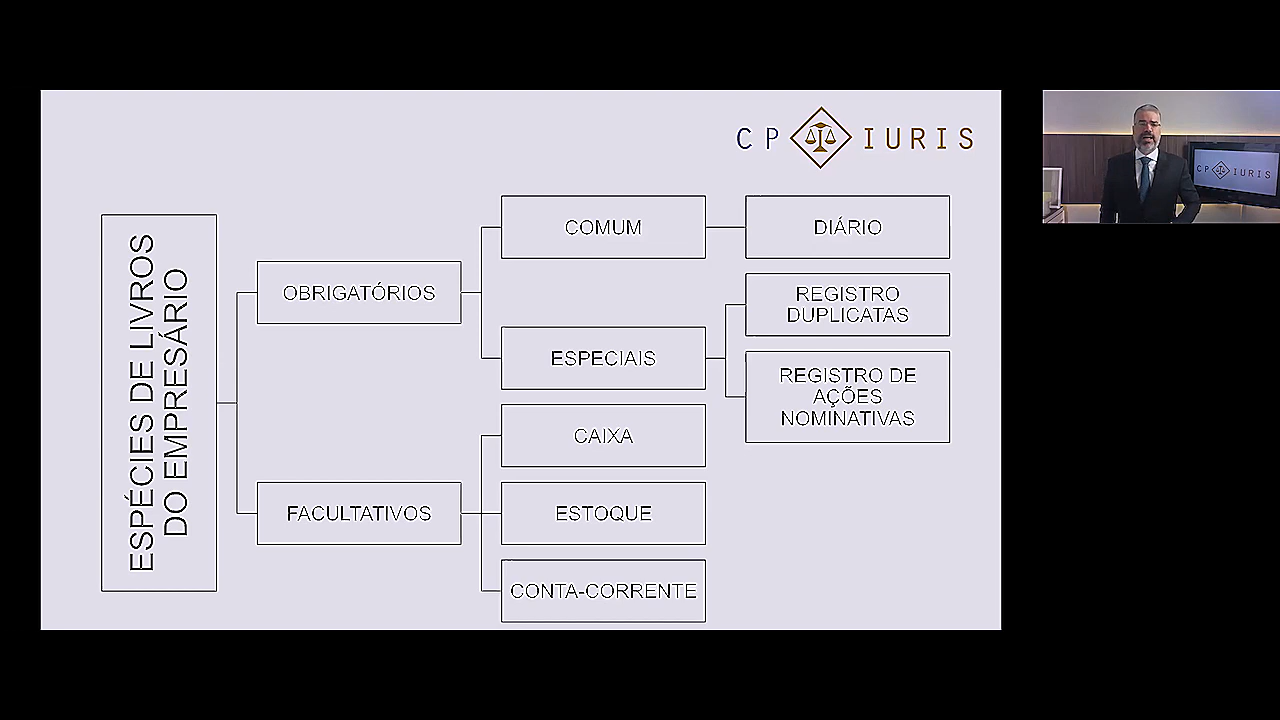 CP IURIS
ESPÉCIES DE LIVROS
DO EMPRESÁRIO
OBRIGATÓRIOS
COMUM
DIÁRIO
ESPECIAIS
REGISTRO
DUPLICATAS
REGISTRO DE
AÇÕES
NOMINATIVAS
FACULTATIVOS
CAIXA
ESTOQUE
CONTA-CORRENTE
CP IURIS